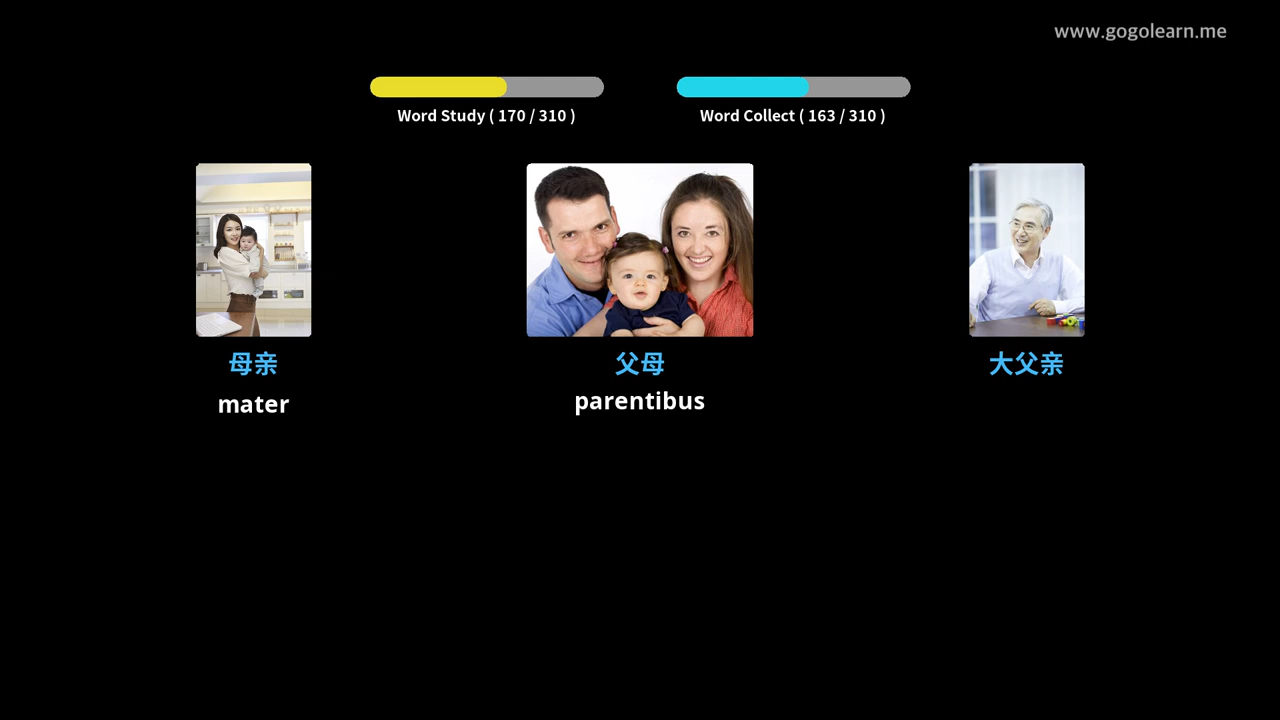 www.gogolearn.me
Word Study ( 170 / 310 )
Word Collect ( 163 / 310 )
母亲
父母
大父亲
mater
parentibus